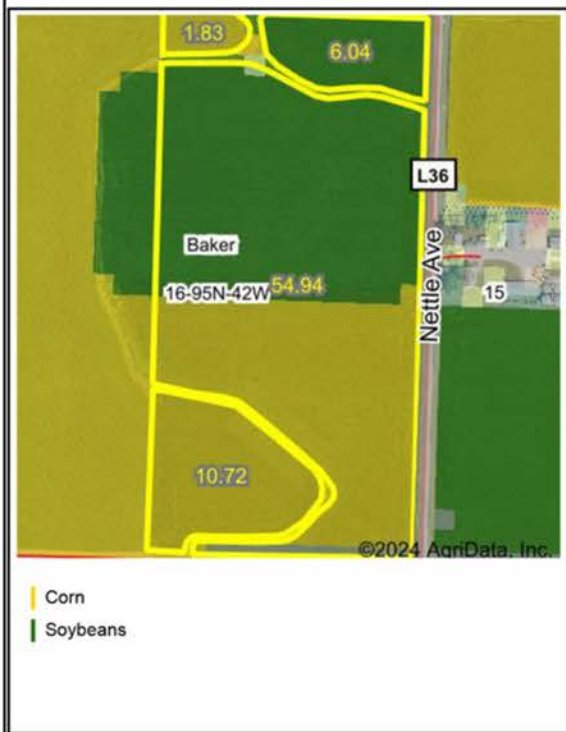 1.83
6.04
L36
Baker
16-95N-42W
54.94
Nettle Ave
15
10.72
©2024 AgriData, Inc.
Corn
Soybeans